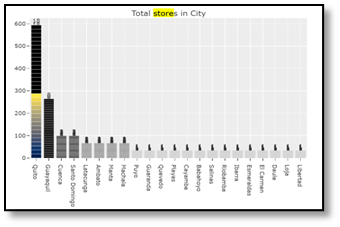 Total stores in City
600
500
400
300
200
100
0
Quito
Guayaquil
Cuenca
Santo Domingo
Latacunga
Ambato
Manta
Machala
Puyo
Guaranda
Quevedo
Playas
Cayambe
Babahoyo
Salinas
Riobamba
Ibarra
Esmeraldas
El Carmen
Daule
Loja
Libertad